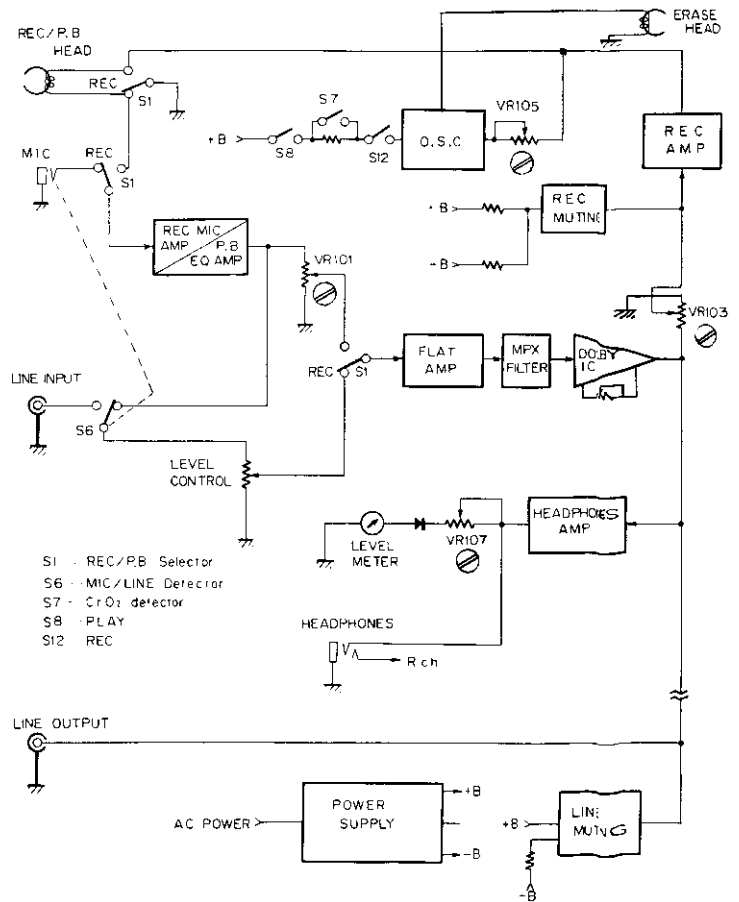 REC/P.B
HEAD
REC
S1
ERASE
HEAD
S7
+B
S8
S12
O.S.C
VR105
REC
AMP
MIC
REC
S1
+B
-B
REC
MUTING
REC MIC
AMP
P.B
EQ AMP
VR101
VR103
REC
S1
FLAT
AMP
MPX
FILTER
DOLBY
IC
LINE INPUT
S6
LEVEL
CONTROL
LEVEL
METER
VR107
HEADPHONES
AMP
S1 - REC/P.B Selector
S6 - MIC/LINE Detector
S7 - CrO2 detector
S8 - PLAY
S12 REC
HEADPHONES
Rch
LINE OUTPUT
AC POWER
POWER
SUPPLY
+B
-B
+B
-B
LINE
MUTING